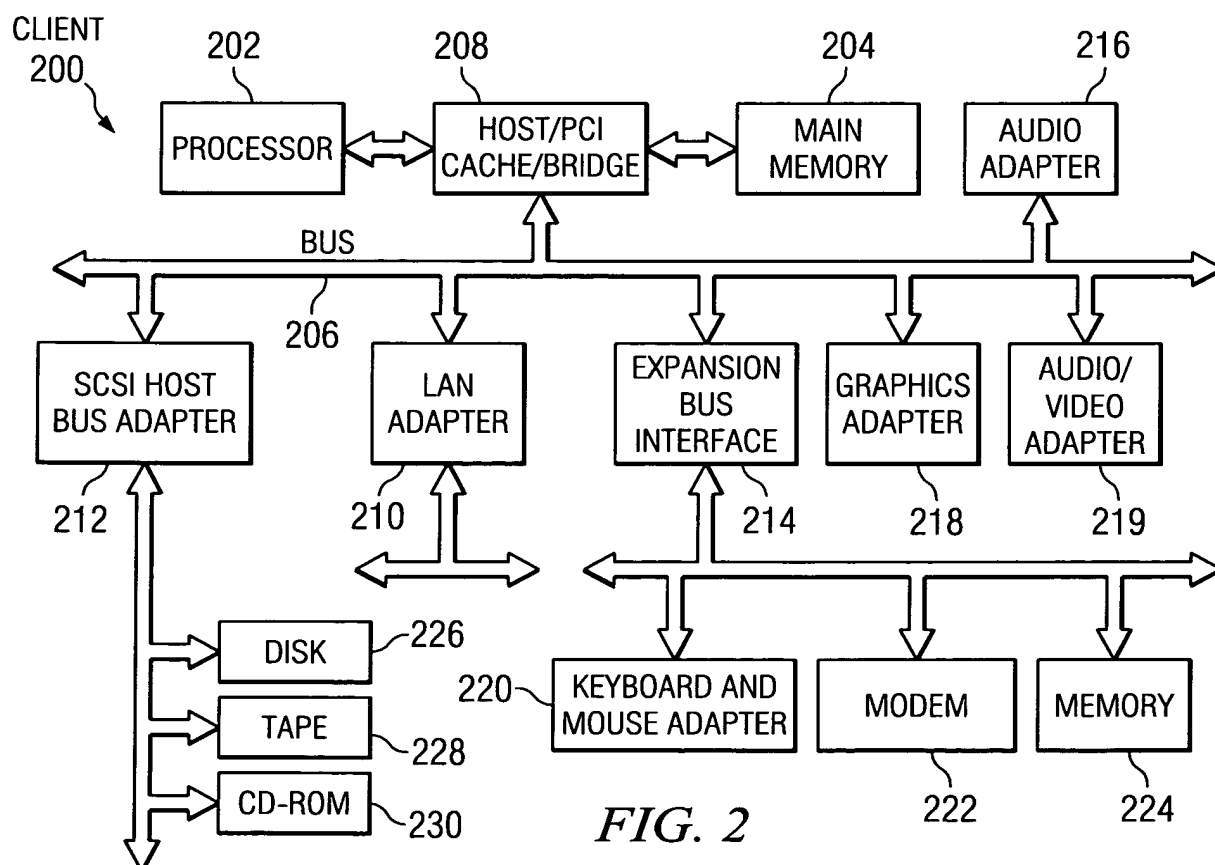 CLIENT
200
202
208
204
216
PROCESSOR
HOST/PCI
CACHE/BRIDGE
MAIN
MEMORY
AUDIO
ADAPTER
BUS
206
SCSI HOST
BUS ADAPTER
LAN
ADAPTER
EXPANSION
BUS
INTERFACE
GRAPHICS
ADAPTER
AUDIO/
VIDEO
ADAPTER
212
210
214
218
219
DISK
226
TAPE
228
CD-ROM
230
220
KEYBOARD AND
MOUSE ADAPTER
MODEM
MEMORY
222
224
FIG. 2